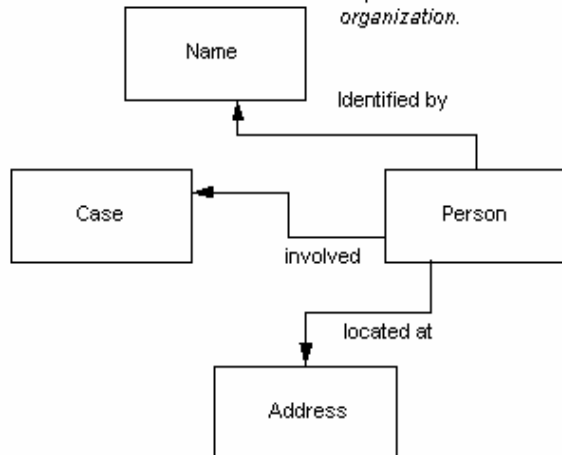 organization.
Name
Identified by
Case
Person
involved
located at
Address